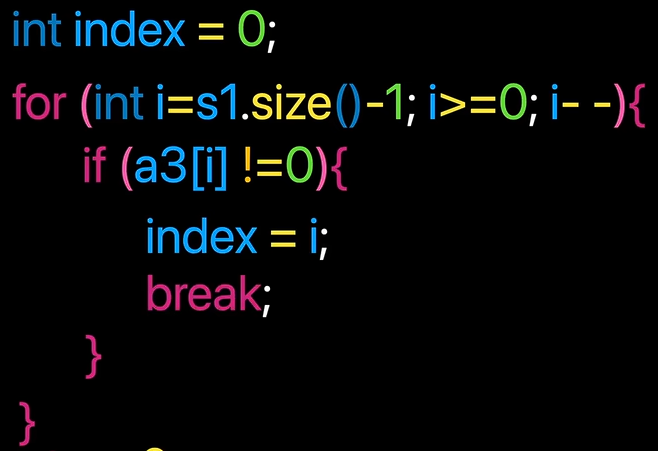 int index = 0;
for (int i=s1.size()-1; i>=0; i- -){
if (a3[i] !=0){
index = i;
break;
}
}